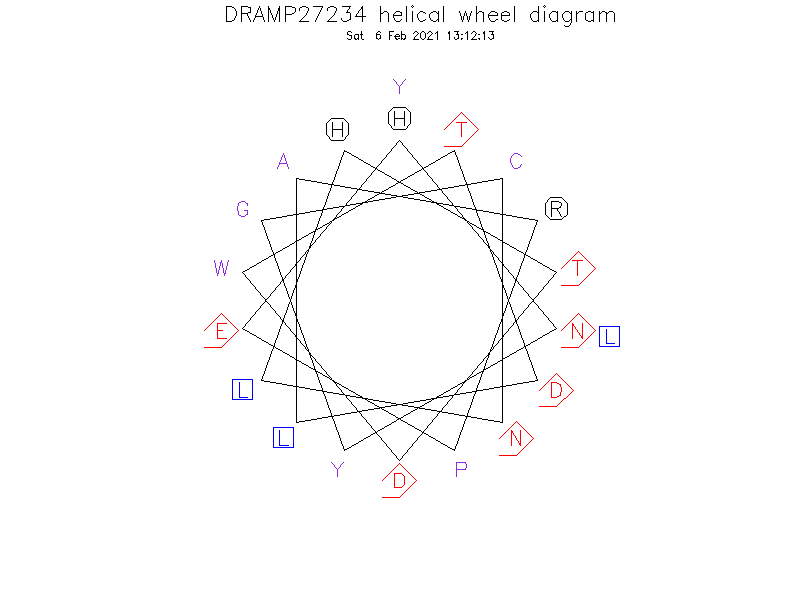 DRAMP27234 helical wheel diagram
Sat 6 Feb 2021 13:12:13
Y
H H T
A C
G R
W T
E N L
L D
L N
Y P
D